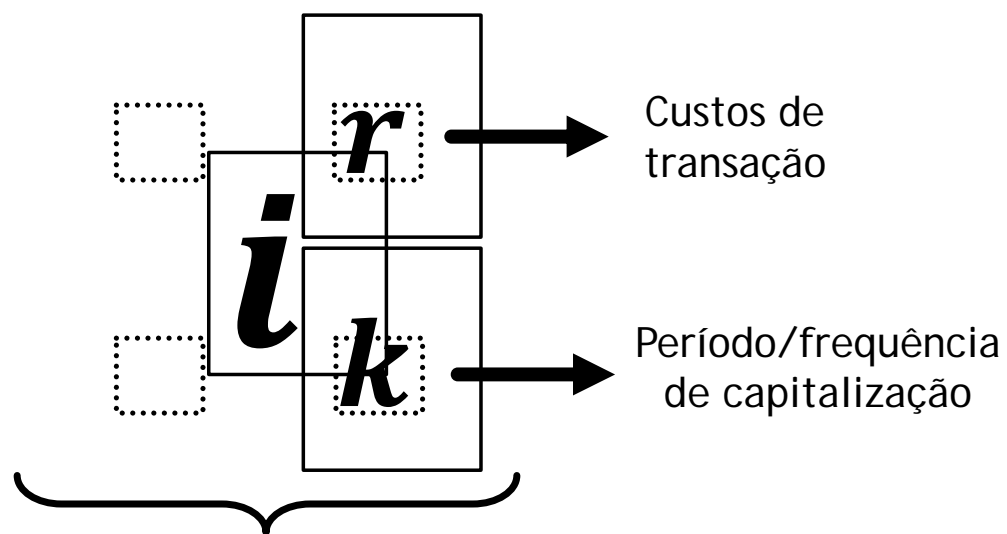 r
Custos de
transação
i
k
Período/frequência
de capitalização